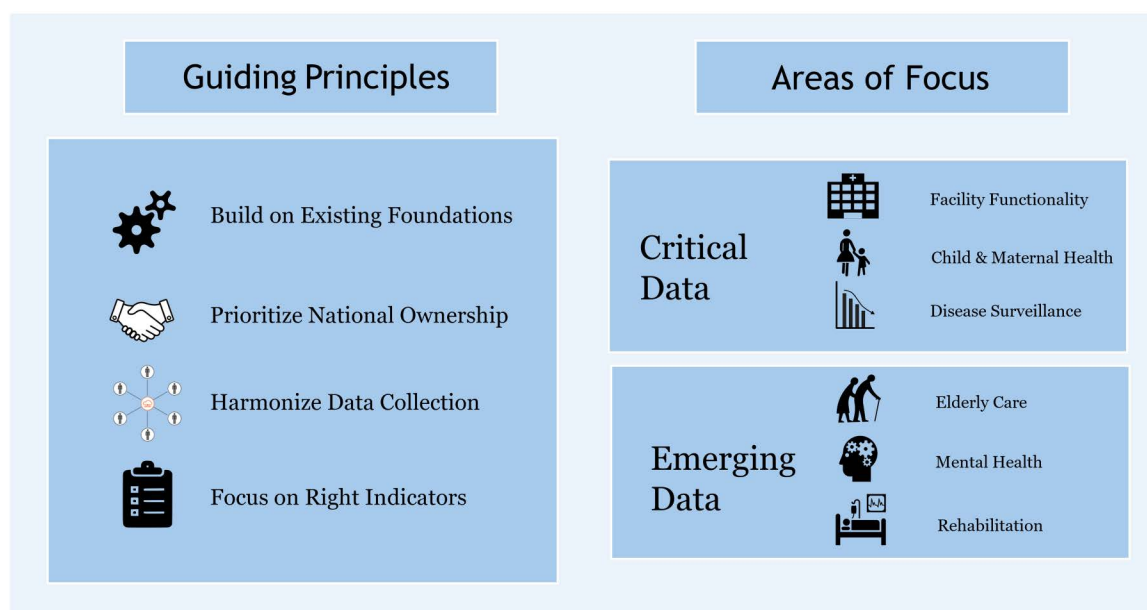 Guiding Principles
Build on Existing Foundations
Prioritize National Ownership
Harmonize Data Collection
Focus on Right Indicators
Areas of Focus
Critical
Data
Facility Functionality
Child & Maternal Health
Disease Surveillance
Emerging
Data
Elderly Care
Mental Health
Rehabilitation